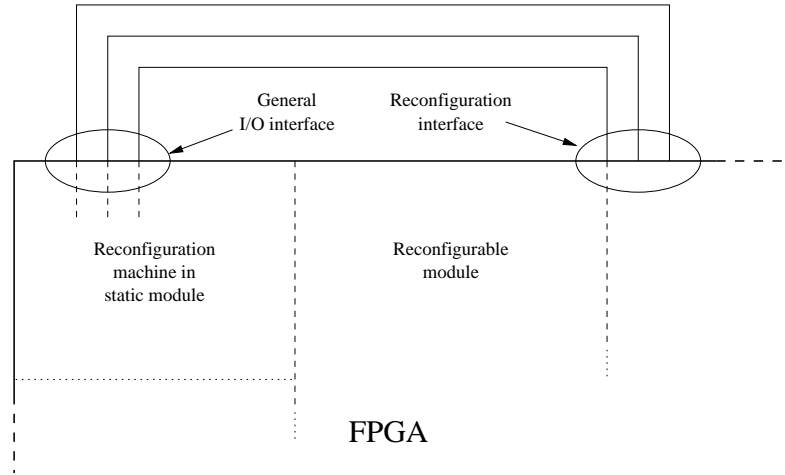 General
I/O interface
Reconfiguration
interface
Reconfiguration
machine in
static module
Reconfigurable
module
FPGA